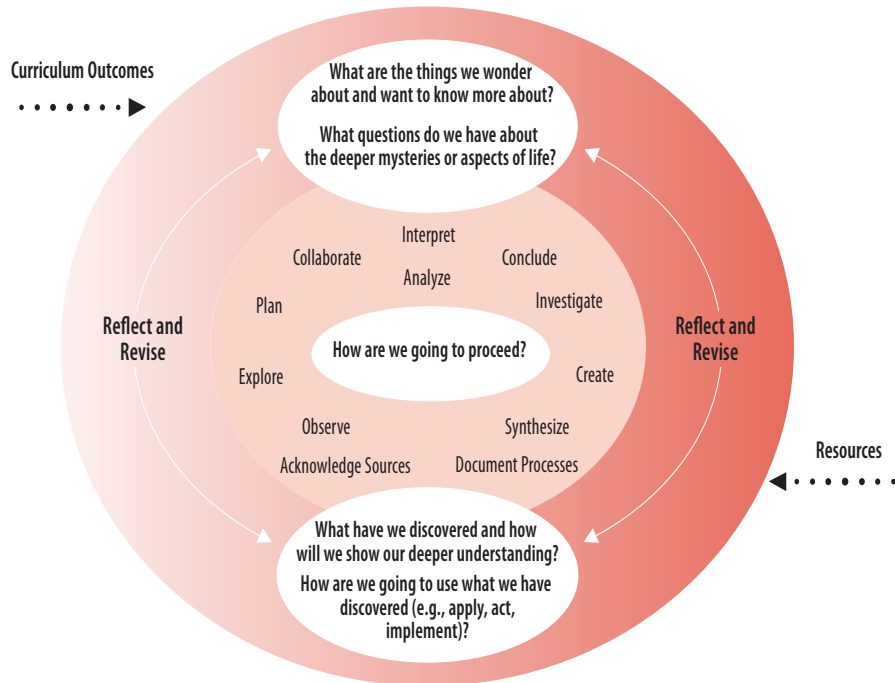 Curriculum Outcomes
What are the things we wonder
about and want to know more about?
What questions do we have about
the deeper mysteries or aspects of life?
Interpret
Collaborate
Conclude
Analyze
Plan
Investigate
Reflect and
Revise
How are we going to proceed?
Reflect and
Revise
Explore
Create
Observe
Synthesize
Resources
Acknowledge Sources
Document Processes
What have we discovered and how
will we show our deeper understanding?
How are we going to use what we have
discovered (e.g., apply, act,
implement)?